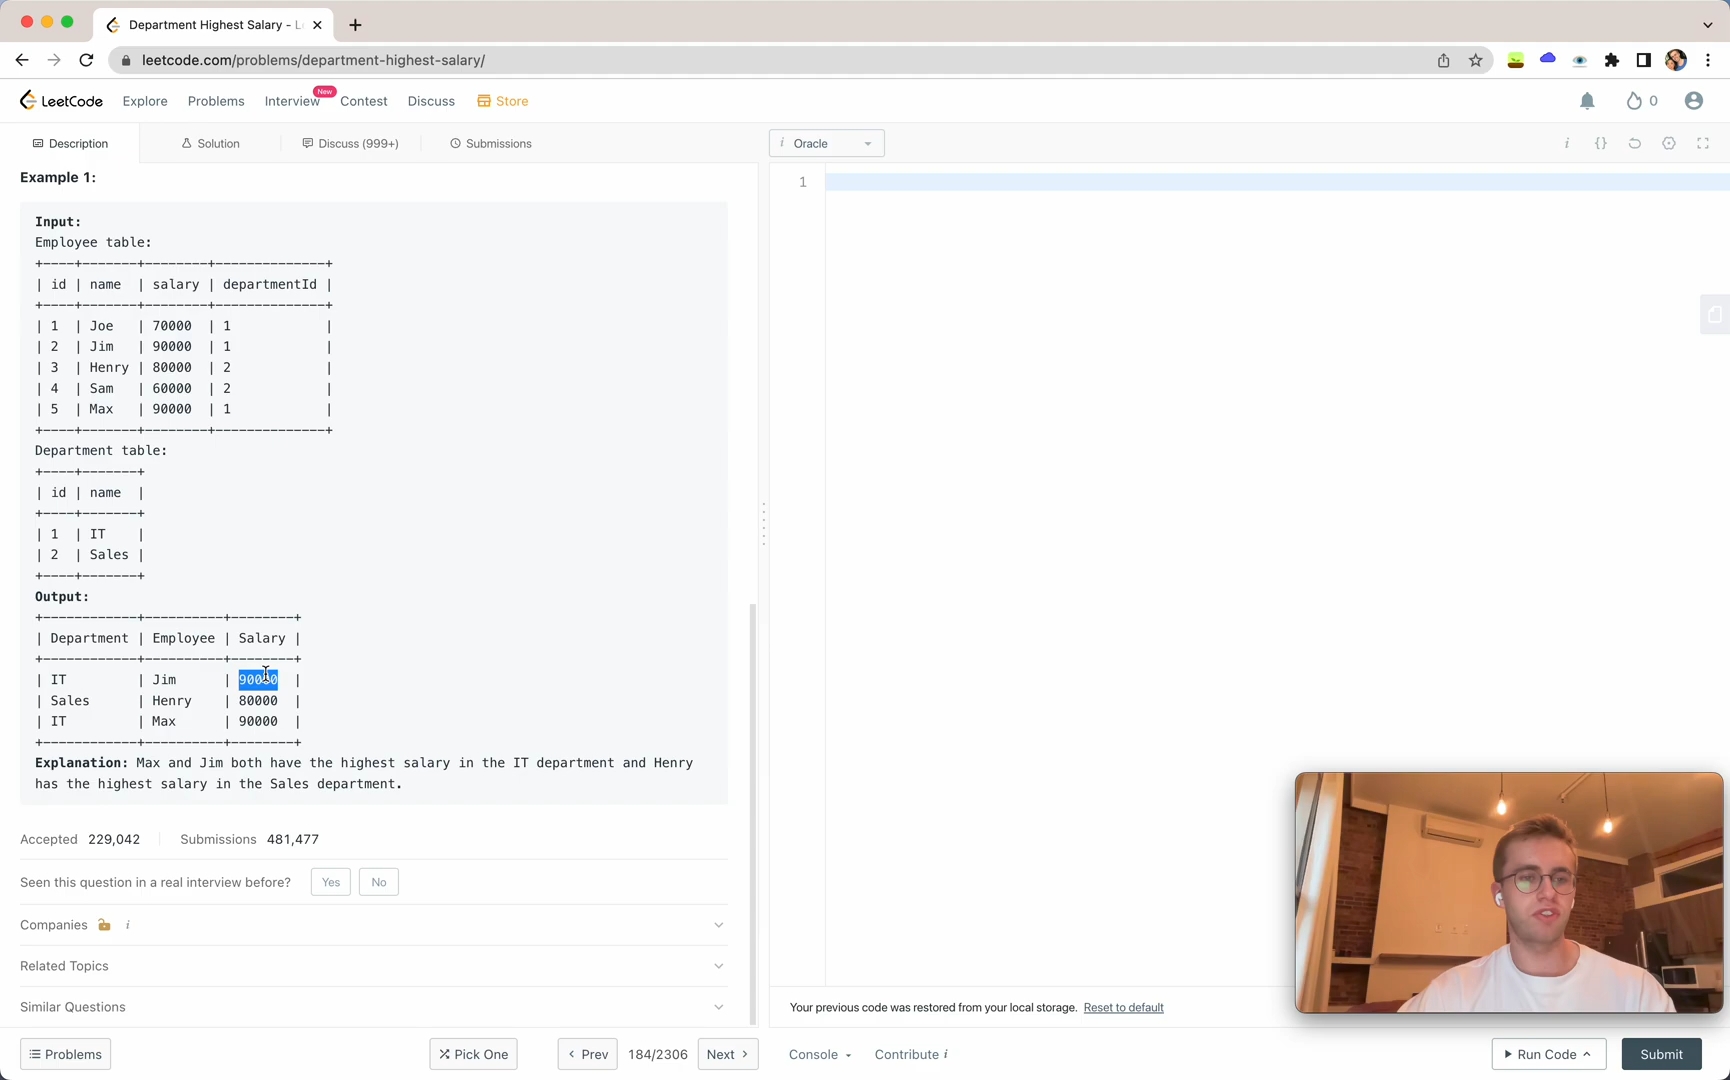 Department Highest Salary - L
leetcode.com/problems/department-highest-salary/
LeetCode Explore Problems Interview New Contest Discuss Store 0
Description Solution Discuss (999+) Submissions
i Oracle i {}
Example 1:
Input:
Employee table:
+----+-------+--------+--------------+
| id | name  | salary | departmentId |
+----+-------+--------+--------------+
| 1  | Joe   | 70000  | 1            |
| 2  | Jim   | 90000  | 1            |
| 3  | Henry | 80000  | 2            |
| 4  | Sam   | 60000  | 2            |
| 5  | Max   | 90000  | 1            |
+----+-------+--------+--------------+
Department table:
+----+-------+
| id | name  |
+----+-------+
| 1  | IT    |
| 2  | Sales |
+----+-------+
Output:
+------------+----------+--------+
| Department | Employee | Salary |
+------------+----------+--------+
| IT         | Jim      | 90000  |
| Sales      | Henry    | 80000  |
| IT         | Max      | 90000  |
+------------+----------+--------+
Explanation: Max and Jim both have the highest salary in the IT department and Henry
has the highest salary in the Sales department.
Accepted 229,042 Submissions 481,477
Seen this question in a real interview before? Yes No
Companies i
Related Topics
Similar Questions
1
Your previous code was restored from your local storage. Reset to default
Problems Pick One Prev 184/2306 Next Console Contribute i Run Code Submit